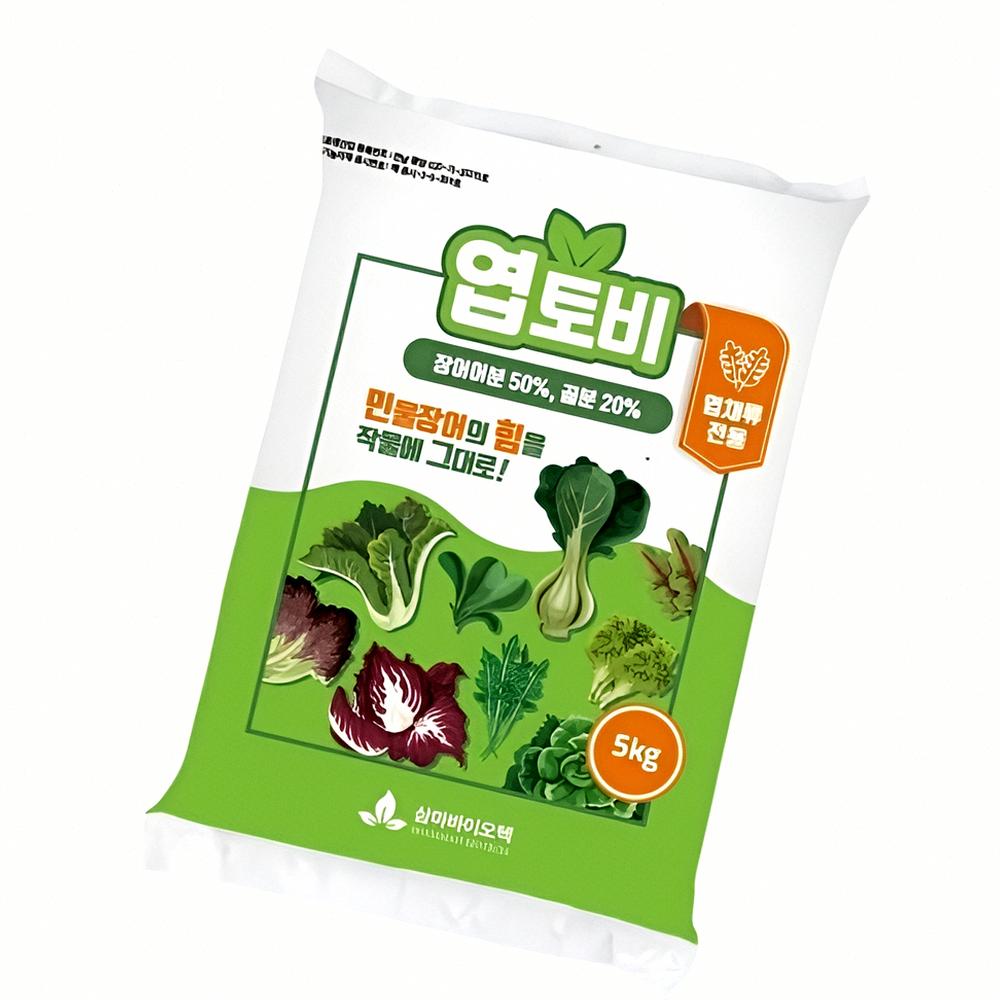 엽토비
장어어분 50%, 골분 20%
민물장어의 힘을
작물에 그대로!
엽채류
전용
5kg
삼미바이오텍